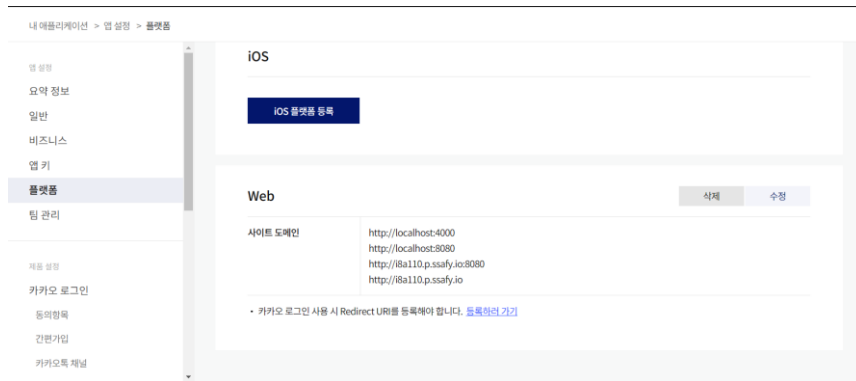 내 애플리케이션 > 앱 설정 > 플랫폼
앱 설정
요약 정보
일반
비즈니스
앱 키
플랫폼
팀 관리
제품 설정
카카오 로그인
동의항목
간편가입
카카오톡 채널
iOS
iOS 플랫폼 등록
Web
삭제
수정
사이트 도메인
http://localhost:4000
http://localhost:8080
http://i8a110.p.ssafy.io:8080
http://i8a110.p.ssafy.io
• 카카오 로그인 사용 시 Redirect URI를 등록해야 합니다. 등록하러 가기